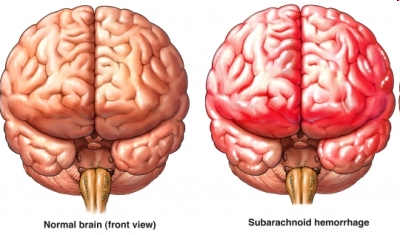 Normal brain (front view)
Subarachnoid hemorrhage